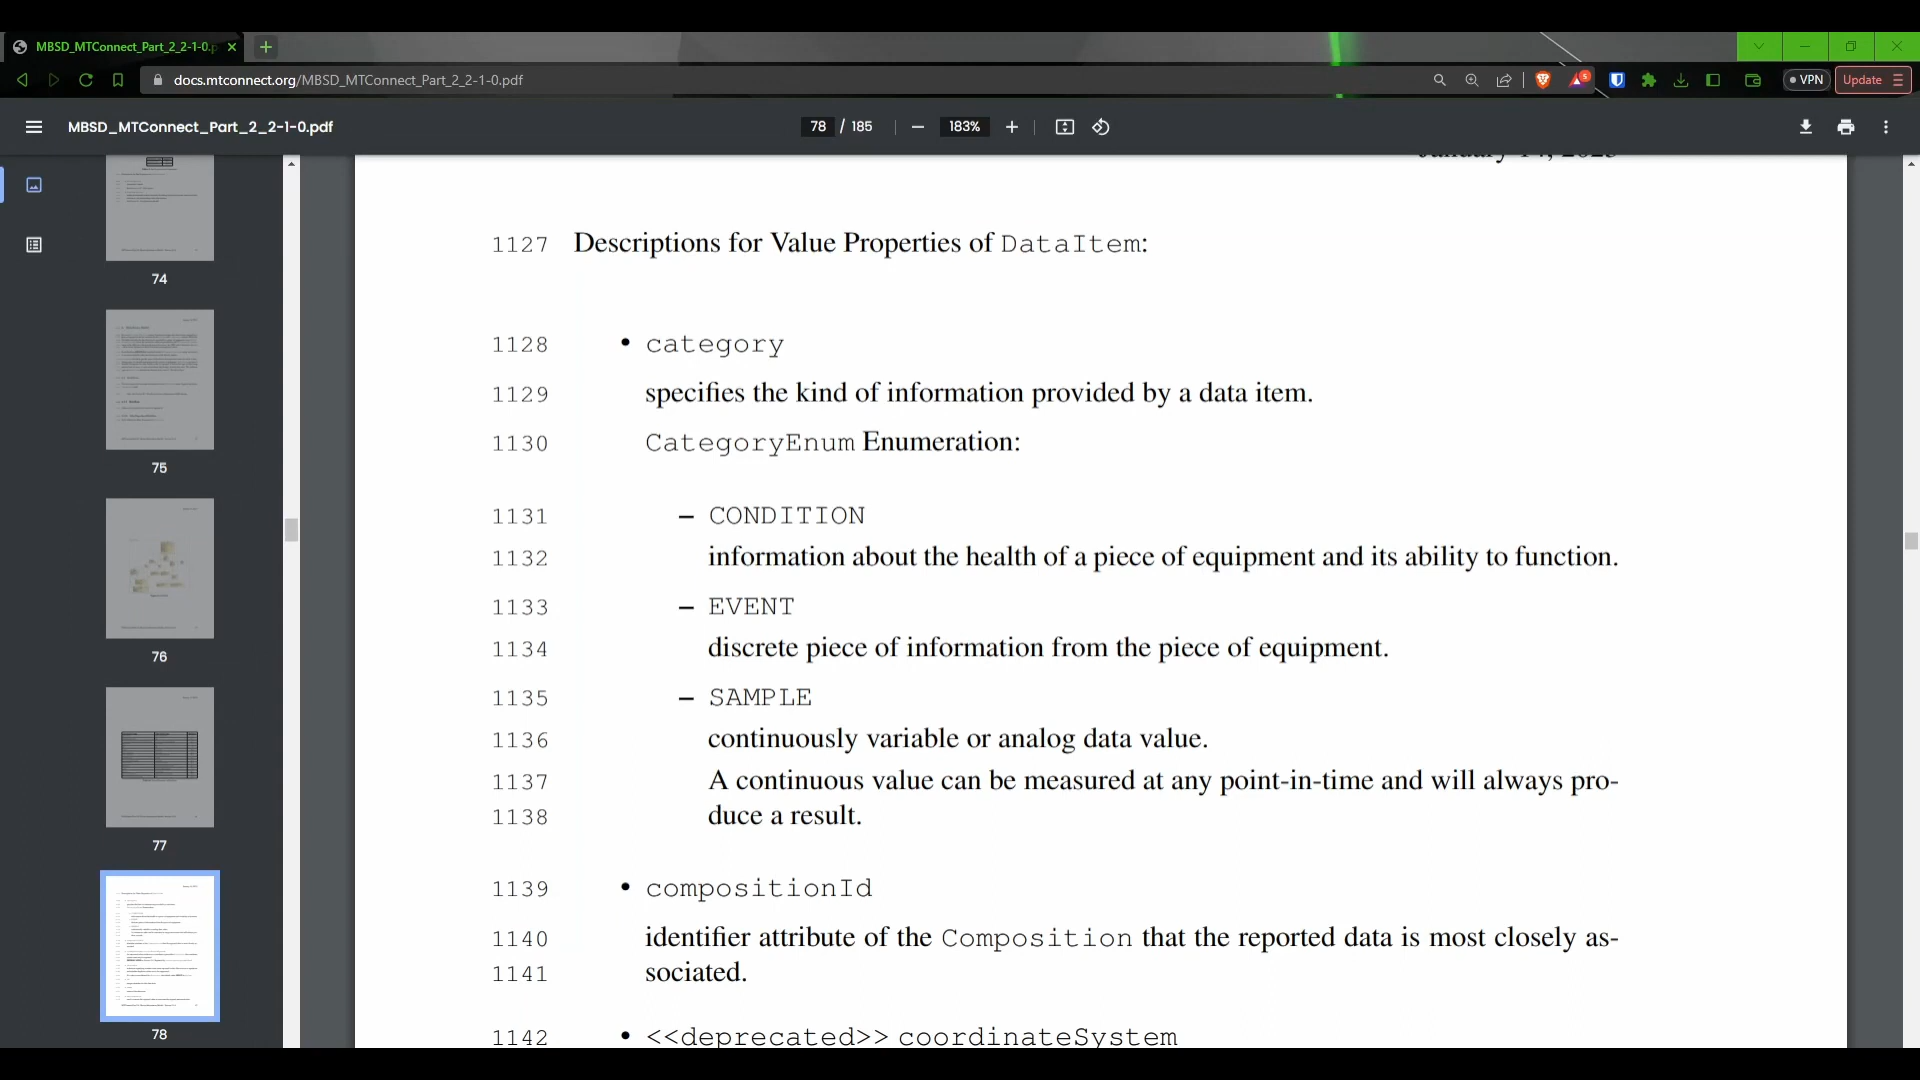 MBSD_MTConnect_Part_2_2-1-0.p
docs.mtconnect.org/MBSD_MTConnect_Part_2_2-1-0.pdf
5
VPN
Update
MBSD_MTConnect_Part_2_2-1-0.pdf
78 / 185
183%
74
75
76
77
78
1127 Descriptions for Value Properties of DataItem:
1128 • category
1129 specifies the kind of information provided by a data item.
1130 CategoryEnum Enumeration:
1131 – CONDITION
1132 information about the health of a piece of equipment and its ability to function.
1133 – EVENT
1134 discrete piece of information from the piece of equipment.
1135 – SAMPLE
1136 continuously variable or analog data value.
1137 A continuous value can be measured at any point-in-time and will always pro-
1138 duce a result.
1139 • compositionId
1140 identifier attribute of the Composition that the reported data is most closely as-
1141 sociated.
1142 • <<deprecated>> coordinateSystem